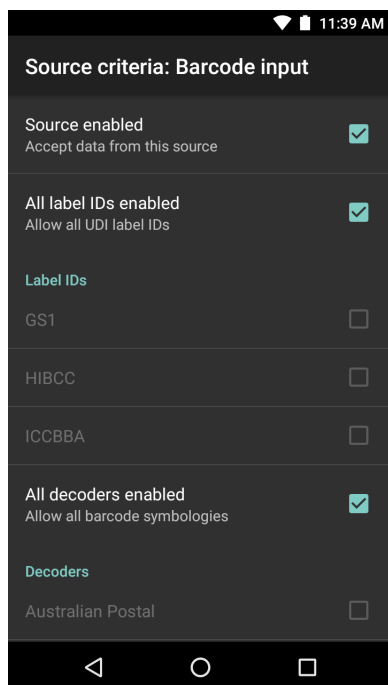 11:39 AM
Source criteria: Barcode input
Source enabled
Accept data from this source
All label IDs enabled
Allow all UDI label IDs
Label IDs
GS1
HIBCC
ICCBBA
All decoders enabled
Allow all barcode symbologies
Decoders
Australian Postal